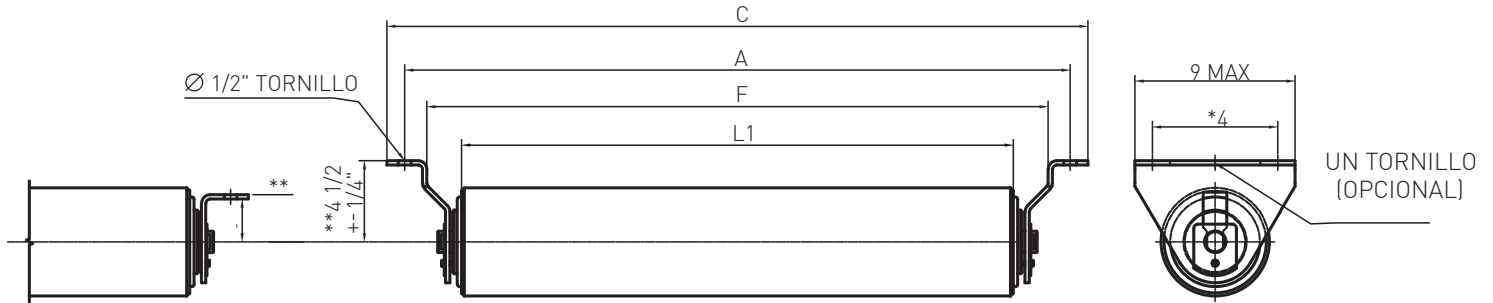 C
A
Ø 1/2" TORNILLO
9 MAX
F
*4
L1
UN TORNILLO
(OPCIONAL)
**
**4 1/2
+- 1/4"